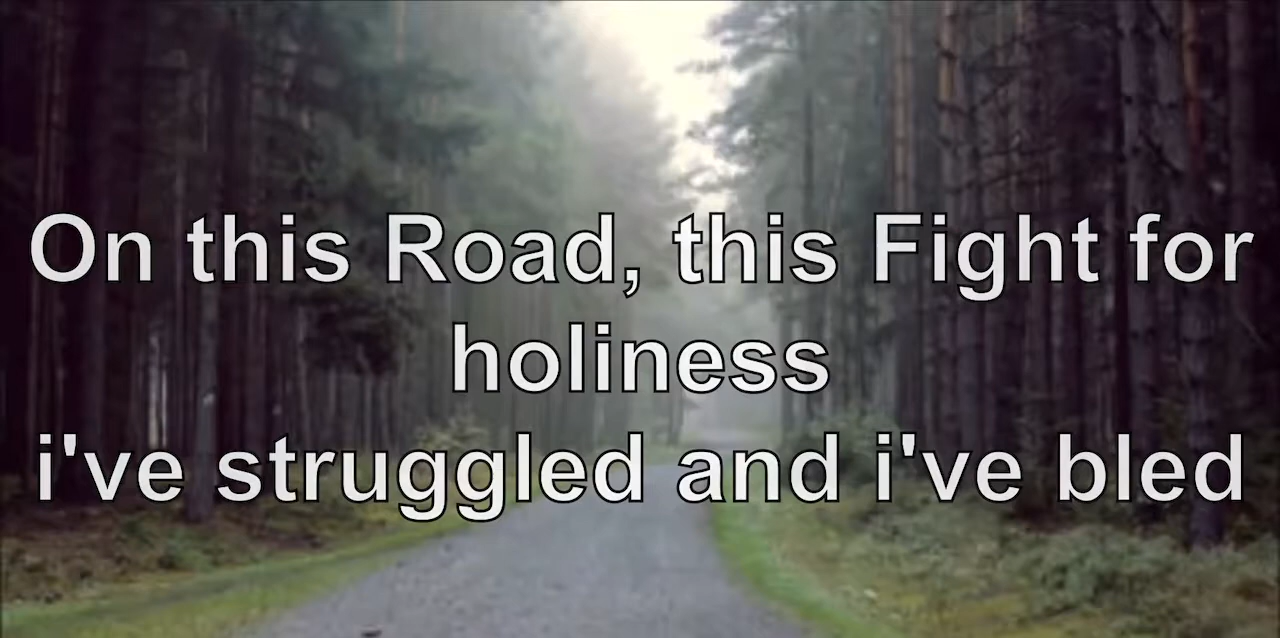 On this Road, this Fight for
holiness
i've struggled and i've bled